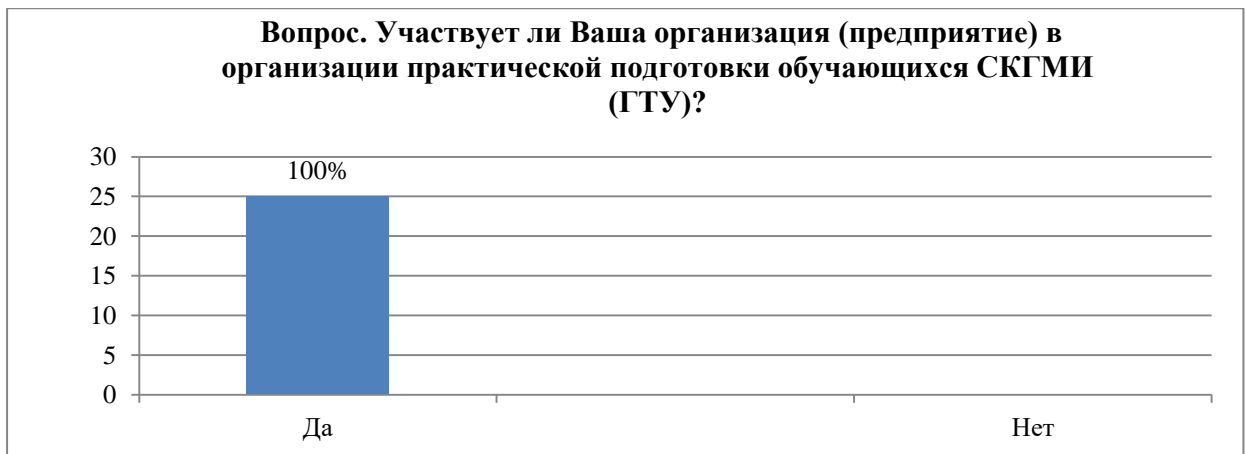 Вопрос. Участвует ли Ваша организация (предприятие) в
организации практической подготовки обучающихся СКГМИ
(ГТУ)?
30
100%
25
20
15
10
5
0
Да
Нет